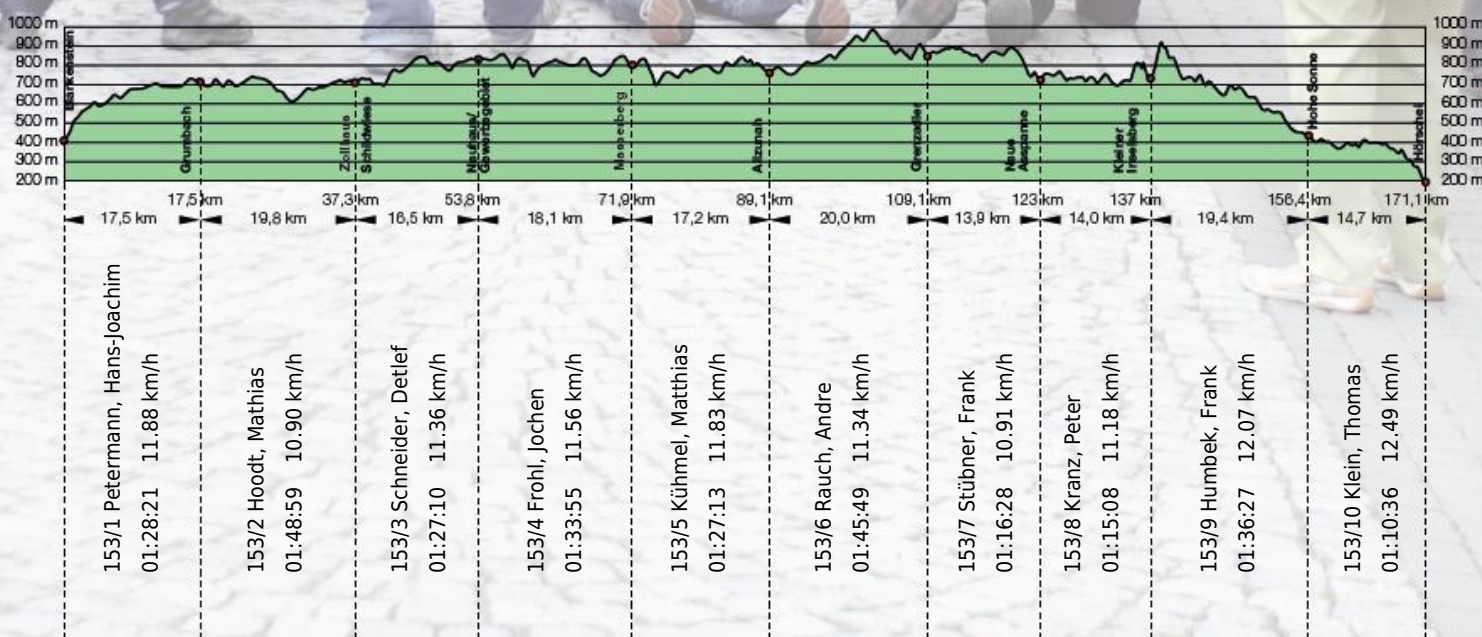 1000 m
900 m
800 m
700 m
600 m
500 m
400 m
300 m
200 m
1000 m
900 m
800 m
700 m
600 m
500 m
400 m
300 m
200 m
Blankenstein
Grumbach
Zollhaus
Schildwiese
Neuhaus/
Masserberg
Allzunah
Grenzadler
Neue
Ausspanne
Kleiner
Inselsberg
Hohe Sonne
Hörschel
17,5 km
37,3 km
53,8 km
71,9 km
89,1 km
109,1 km
123 km
137 km
156,4 km
171,1 km
17,5 km
19,8 km
16,5 km
18,1 km
17,2 km
20,0 km
13,9 km
14,0 km
19,4 km
14,7 km
153/1 Petermann, Hans-Joachim
01:28:21 11.88 km/h
153/2 Hoodt, Mathias
01:48:59 10.90 km/h
153/3 Schneider, Detlef
01:27:10 11.36 km/h
153/4 Frohl, Jochen
01:33:55 11.56 km/h
153/5 Kühmel, Matthias
01:27:13 11.83 km/h
153/6 Rauch, Andre
01:45:49 11.34 km/h
153/7 Stübner, Frank
01:16:28 10.91 km/h
153/8 Kranz, Peter
01:15:08 11.18 km/h
153/9 Humbek, Frank
01:36:27 12.07 km/h
153/10 Klein, Thomas
01:10:36 12.49 km/h